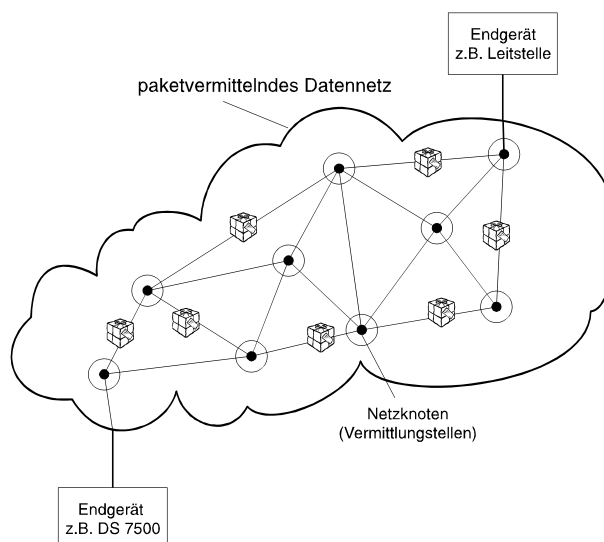 Endgerät
z.B. Leitstelle
paketvermittelndes Datennetz
Netzknoten
(Vermittlungstellen)
Endgerät
z.B. DS 7500